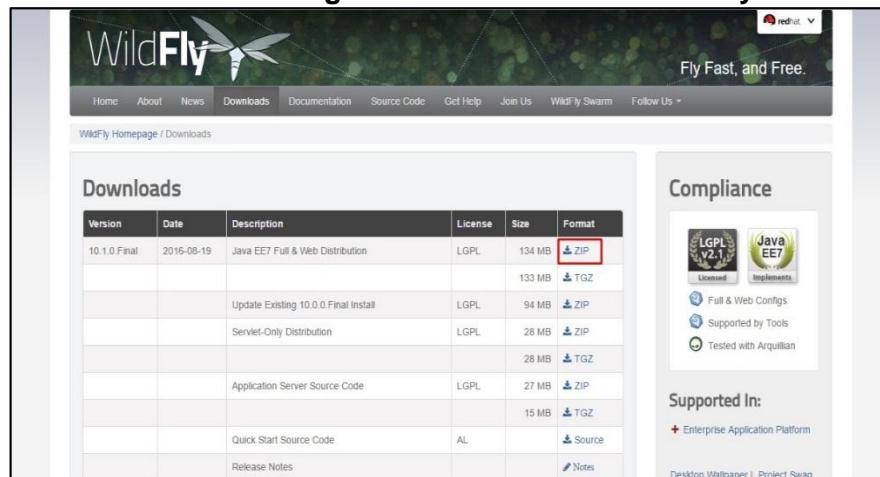 WildFly
redhat
Fly Fast, and Free.
Home About News Downloads Documentation Source Code Get Help Join Us WildFly Swarm Follow Us
WildFly Homepage / Downloads
Downloads
Version Date Description License Size Format
10.1.0.Final 2016-08-19 Java EE7 Full & Web Distribution LGPL 134 MB ZIP
133 MB TGZ
Update Existing 10.0.0.Final Install LGPL 94 MB ZIP
Servlet-Only Distribution LGPL 28 MB ZIP
28 MB TGZ
Application Server Source Code LGPL 27 MB ZIP
15 MB TGZ
Quick Start Source Code AL Source
Release Notes Notes
Compliance
LGPL v2.1 Licensed
Java EE7 Implements
Full & Web Configs
Supported by Tools
Tested with Arquillian
Supported In:
Enterprise Application Platform
Desktop Wallpaper | Project Swag